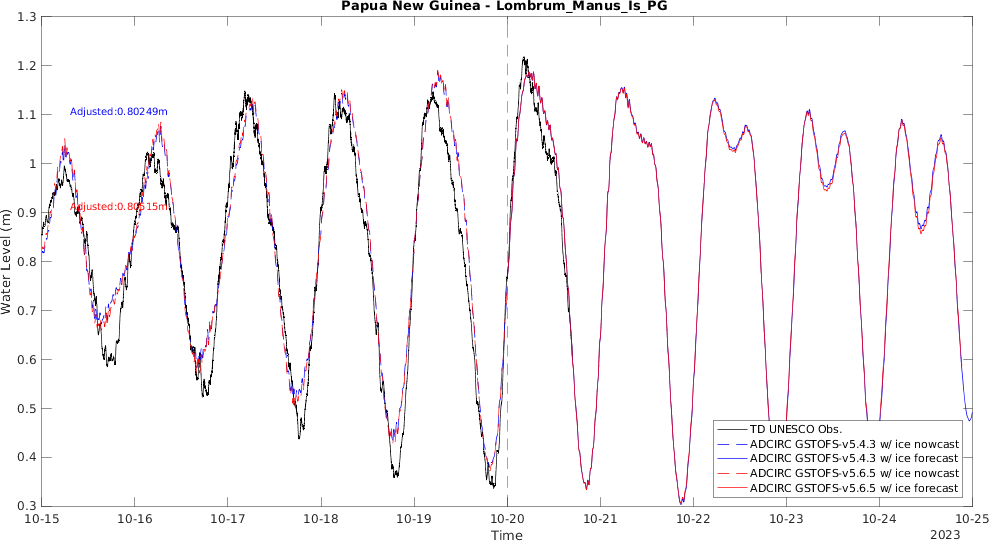 Papua New Guinea - Lombrum_Manus_Is_PG
1.3
1.2
1.1
1
0.9
0.8
0.7
0.6
0.5
0.4
0.3
Water Level (m)
Adjusted:0.80249m
Adjusted:0.80515m
TD UNESCO Obs.
ADCIRC GSTOFS-v5.4.3 w/ ice nowcast
ADCIRC GSTOFS-v5.4.3 w/ ice forecast
ADCIRC GSTOFS-v5.6.5 w/ ice nowcast
ADCIRC GSTOFS-v5.6.5 w/ ice forecast
10-15 10-16 10-17 10-18 10-19 10-20 10-21 10-22 10-23 10-24 10-25
Time
2023